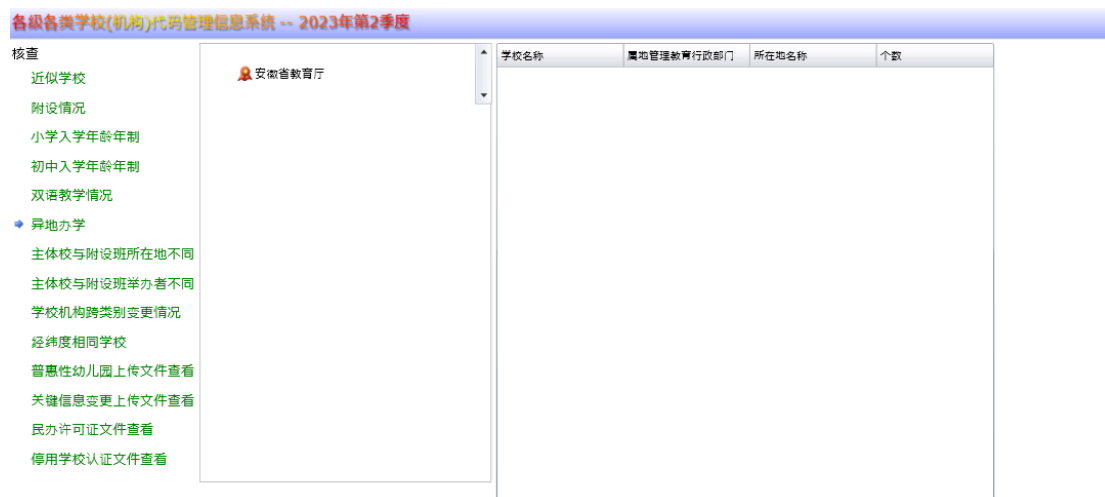 各级各类学校(机构)代码管理信息系统 -- 2023年第2季度
核查
近似学校
附设情况
小学入学年龄年制
初中入学年龄年制
双语教学情况
异地办学
主体校与附设班所在地不同
主体校与附设班举办者不同
学校机构跨类别变更情况
经纬度相同学校
普惠性幼儿园上传文件查看
关键信息变更上传文件查看
民办许可证文件查看
停用学校认证文件查看
安徽省教育厅
学校名称 属地管理教育行政部门 所在地名称 个数